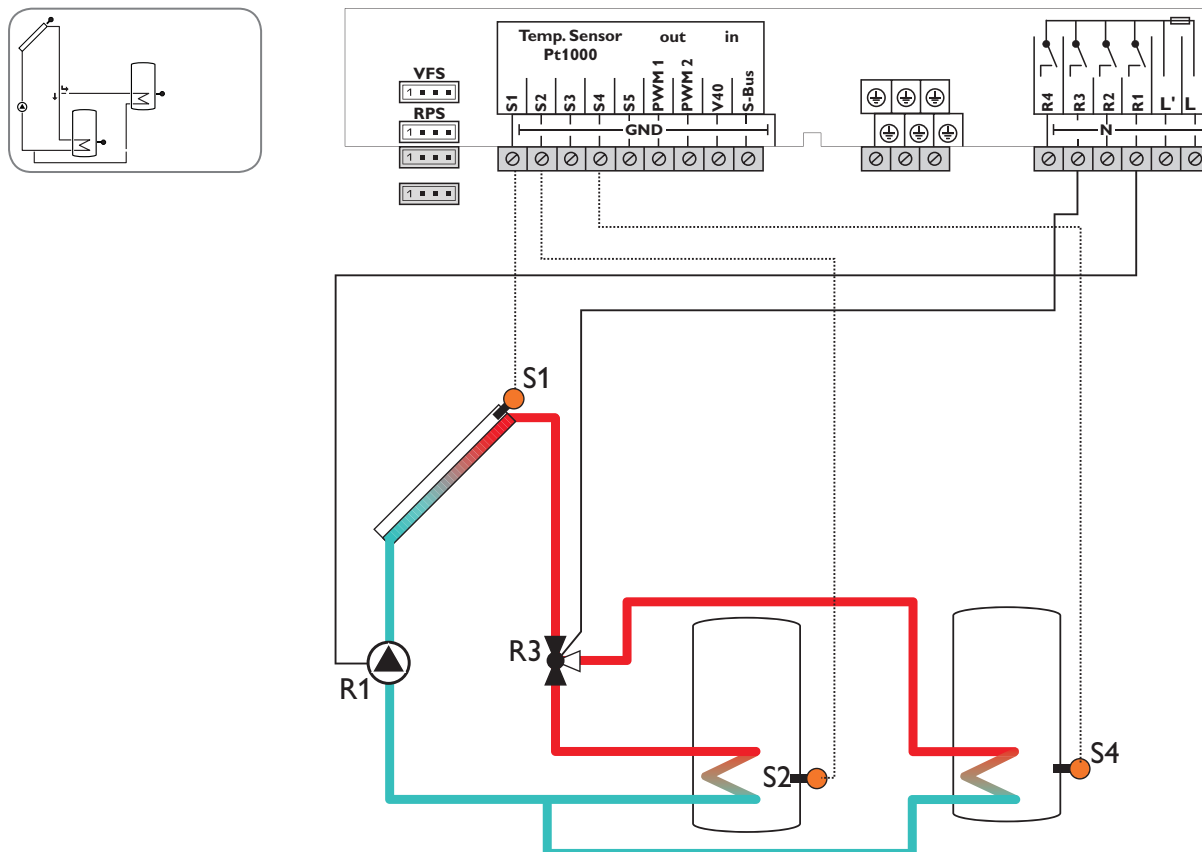 Temp. Sensor out in
Pt1000
VFS
1
RPS
1
1
1
S1 S2 S3 S4 S5 PWM 1 PWM 2 V40 S-Bus
GND
R4 R3 R2 R1 L' L
N
S1
R3
R1
S2
S4